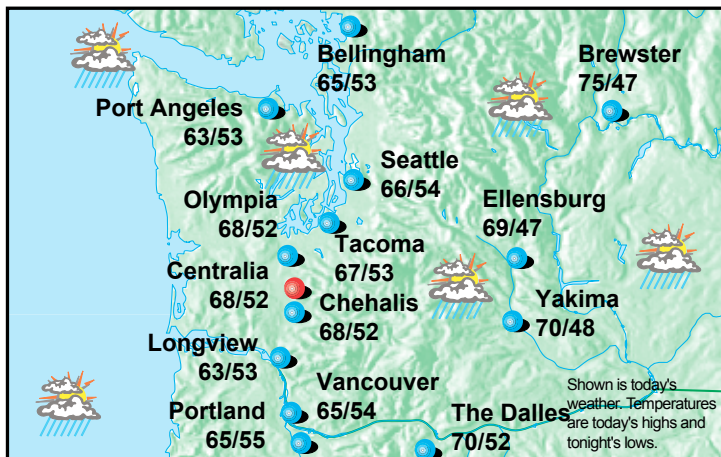 Bellingham
65/53
Brewster
75/47
Port Angeles
63/53
Seattle
66/54
Olympia
68/52
Ellensburg
69/47
Tacoma
67/53
Centralia
68/52
Chehalis
68/52
Yakima
70/48
Longview
63/53
Vancouver
65/54
Portland
65/55
The Dalles
70/52
Shown is today's
weather. Temperatures
are today's highs and
tonight's lows.